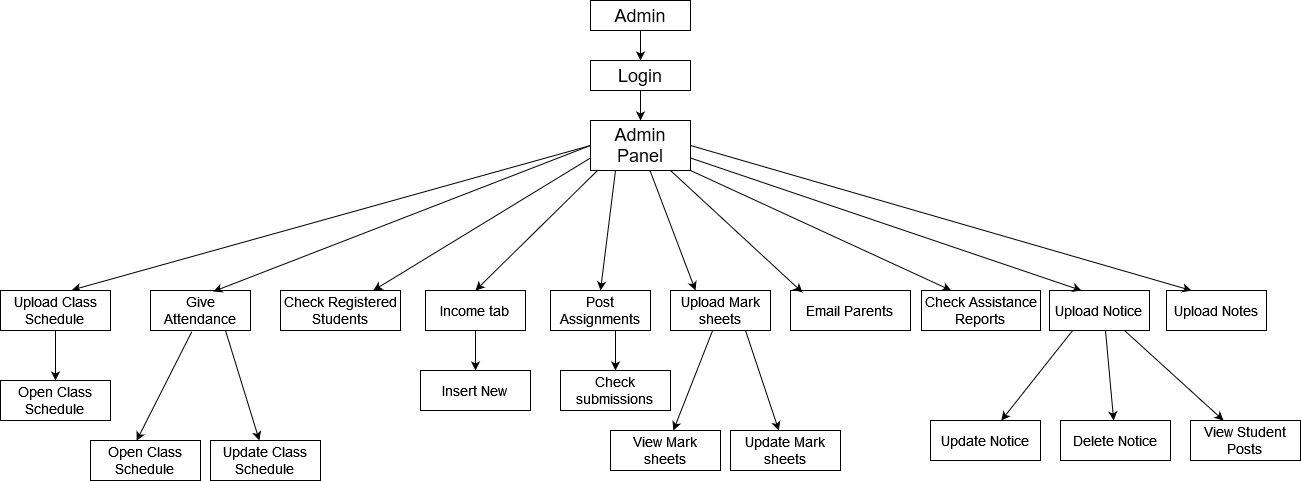 Admin
Login
Admin
Panel
Upload Class
Schedule
Give
Attendance
Check Registered
Students
Income tab
Post
Assignments
Upload Mark
sheets
Email Parents
Check Assistance
Reports
Upload Notice
Upload Notes
Open Class
Schedule
Insert New
Check
submissions
Open Class
Schedule
Update Class
Schedule
View Mark
sheets
Update Mark
sheets
Update Notice
Delete Notice
View Student
Posts